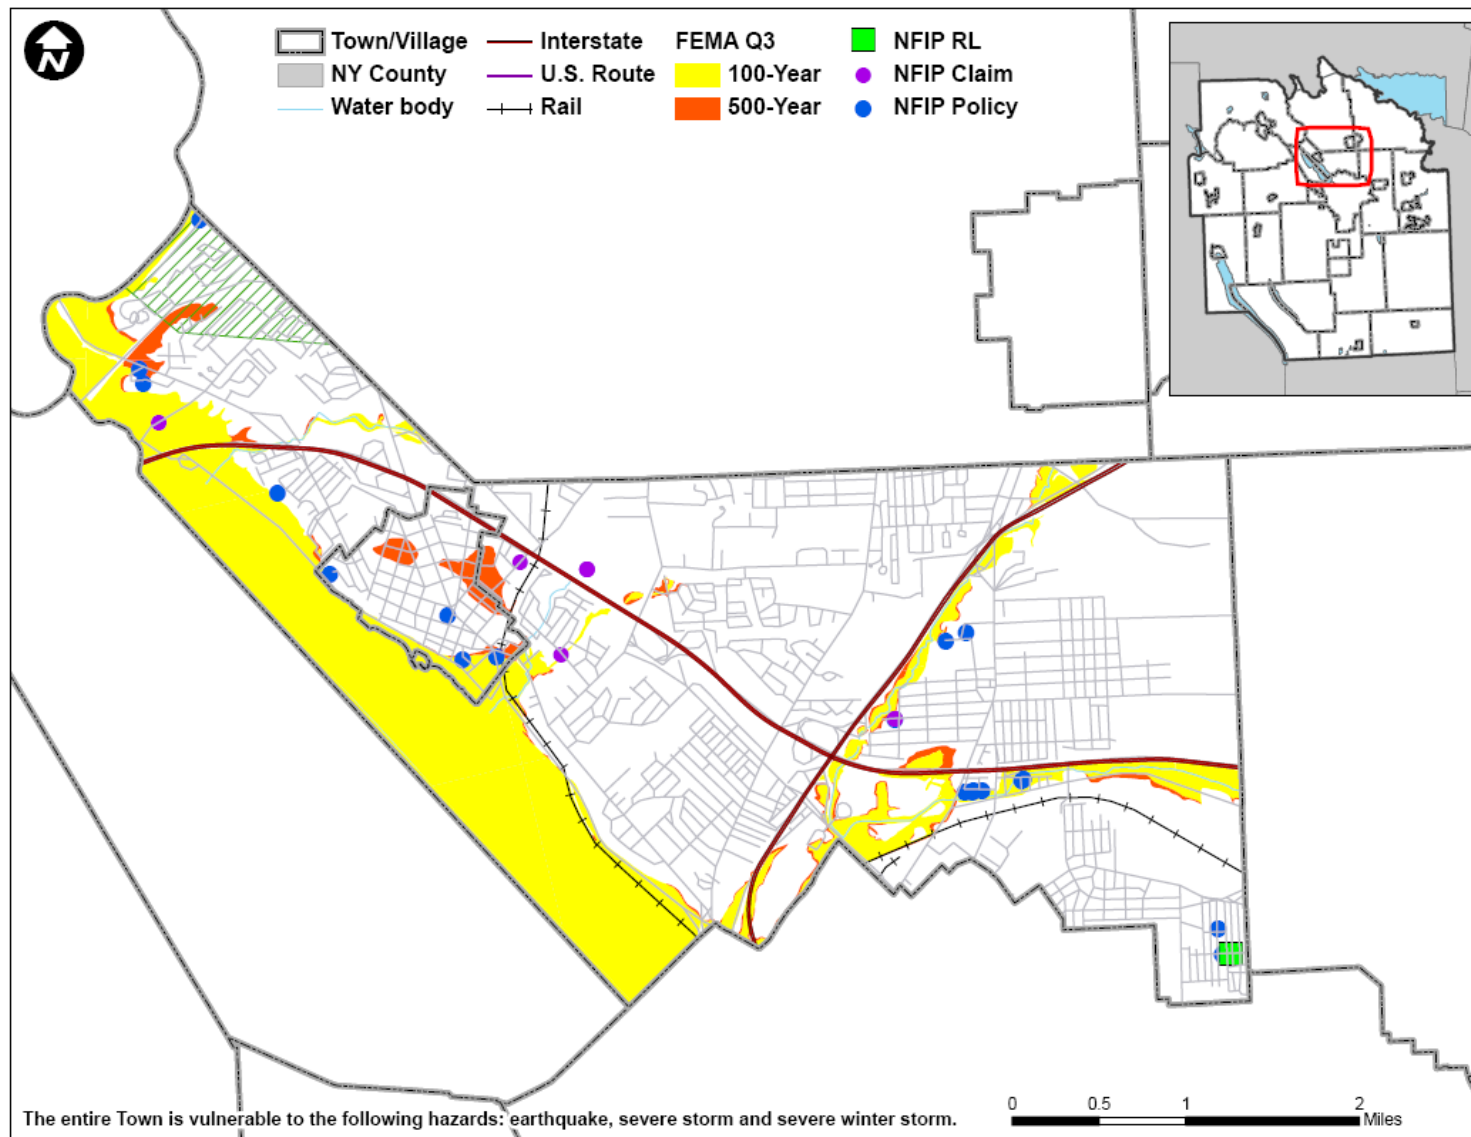 N
Town/Village Interstate FEMA Q3 NFIP RL
NY County U.S. Route 100-Year NFIP Claim
Water body Rail 500-Year NFIP Policy
The entire Town is vulnerable to the following hazards: earthquake, severe storm and severe winter storm.
0 0.5 1 2
Miles